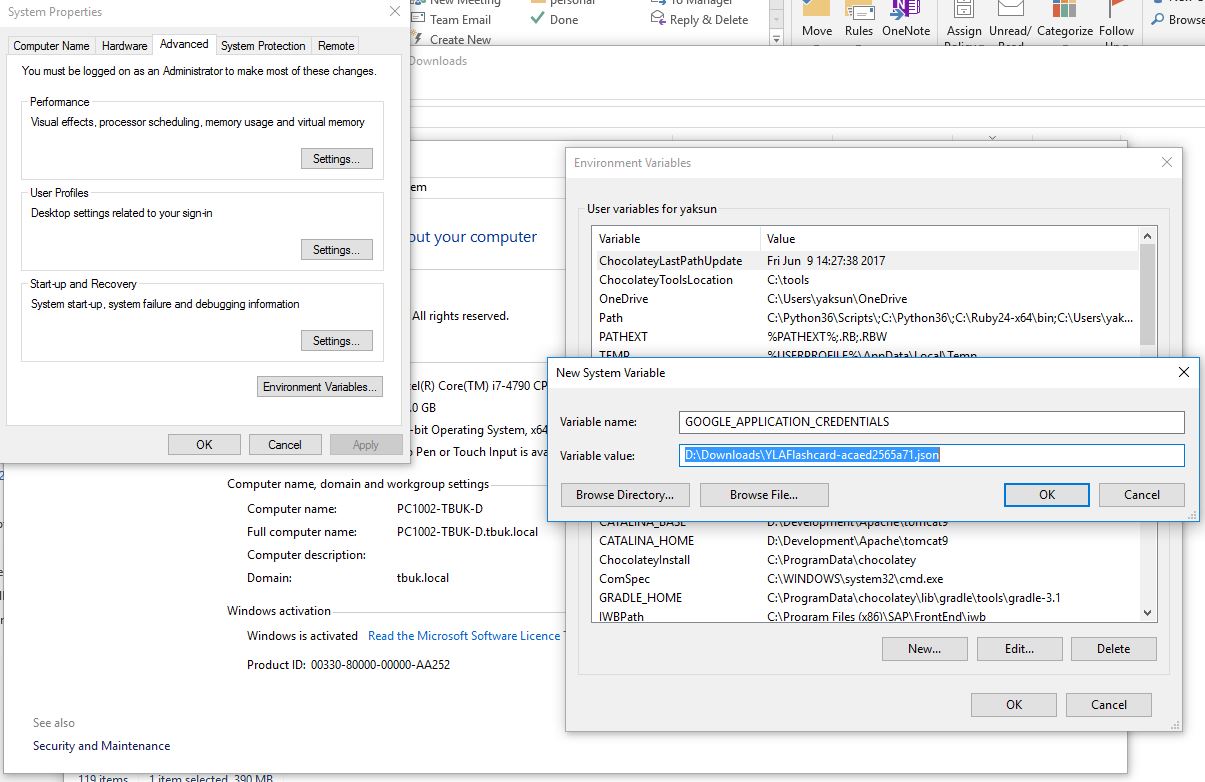 System Properties
Computer Name Hardware Advanced System Protection Remote
You must be logged on as an Administrator to make most of these changes.
Performance
Visual effects, processor scheduling, memory usage and virtual memory
Settings...
User Profiles
Desktop settings related to your sign-in
Settings...
Start-up and Recovery
System start-up, system failure and debugging information
Settings...
Environment Variables...
OK Cancel Apply
New Meeting
Team Email
Create New
personal
Done
To Manager
Reply & Delete
Move Rules OneNote
Assign Unread/ Categorize Follow
Browse
Downloads
em
out your computer
All rights reserved.
el(R) Core(TM) i7-4790 CP
.0 GB
-bit Operating System, x64
Pen or Touch Input is ava
Computer name, domain and workgroup settings
Computer name: PC1002-TBUK-D
Full computer name: PC1002-TBUK-D.tbuk.local
Computer description:
Domain: tbuk.local
Windows activation
Windows is activated Read the Microsoft Software Licence T
Product ID: 00330-80000-00000-AA252
See also
Security and Maintenance
119 items 1 item selected 390 MB
Environment Variables
User variables for yaksun
Variable Value
ChocolateyLastPathUpdate Fri Jun 9 14:27:38 2017
ChocolateyToolsLocation C:\tools
OneDrive C:\Users\yaksun\OneDrive
Path C:\Python36\Scripts\;C:\Python36\;C:\Ruby24-x64\bin;C:\Users\yak...
PATHEXT %PATHEXT%;.RB;.RBW
TEMP %USERPROFILE%\AppData\Local\Temp
New System Variable
Variable name: GOOGLE_APPLICATION_CREDENTIALS
Variable value: D:\Downloads\YLAFlashcard-acaed2565a71.json
Browse Directory... Browse File... OK Cancel
CATALINA_BASE D:\Development\Apache\tomcat9
CATALINA_HOME D:\Development\Apache\tomcat9
ChocolateyInstall C:\ProgramData\chocolatey
ComSpec C:\WINDOWS\system32\cmd.exe
GRADLE_HOME C:\ProgramData\chocolatey\lib\gradle\tools\gradle-3.1
IWBPath C:\Program Files (x86)\SAP\FrontEnd\iwb
New... Edit... Delete
OK Cancel